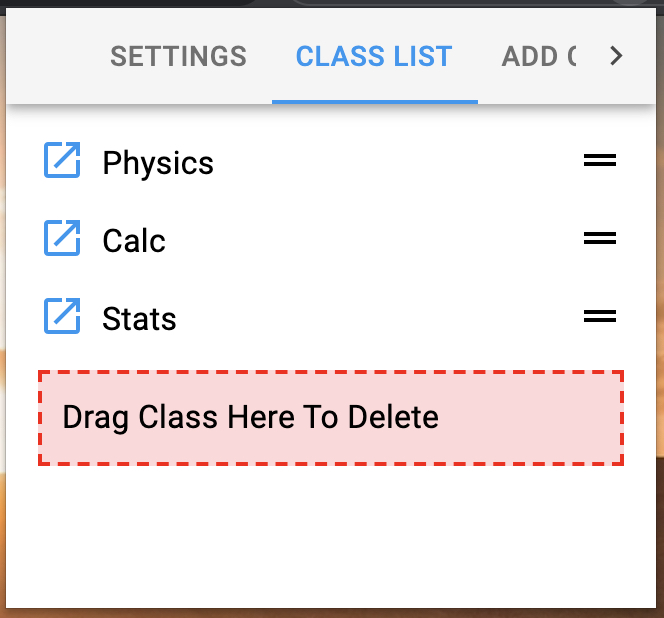 SETTINGS CLASS LIST ADD
Physics
Calc
Stats
Drag Class Here To Delete